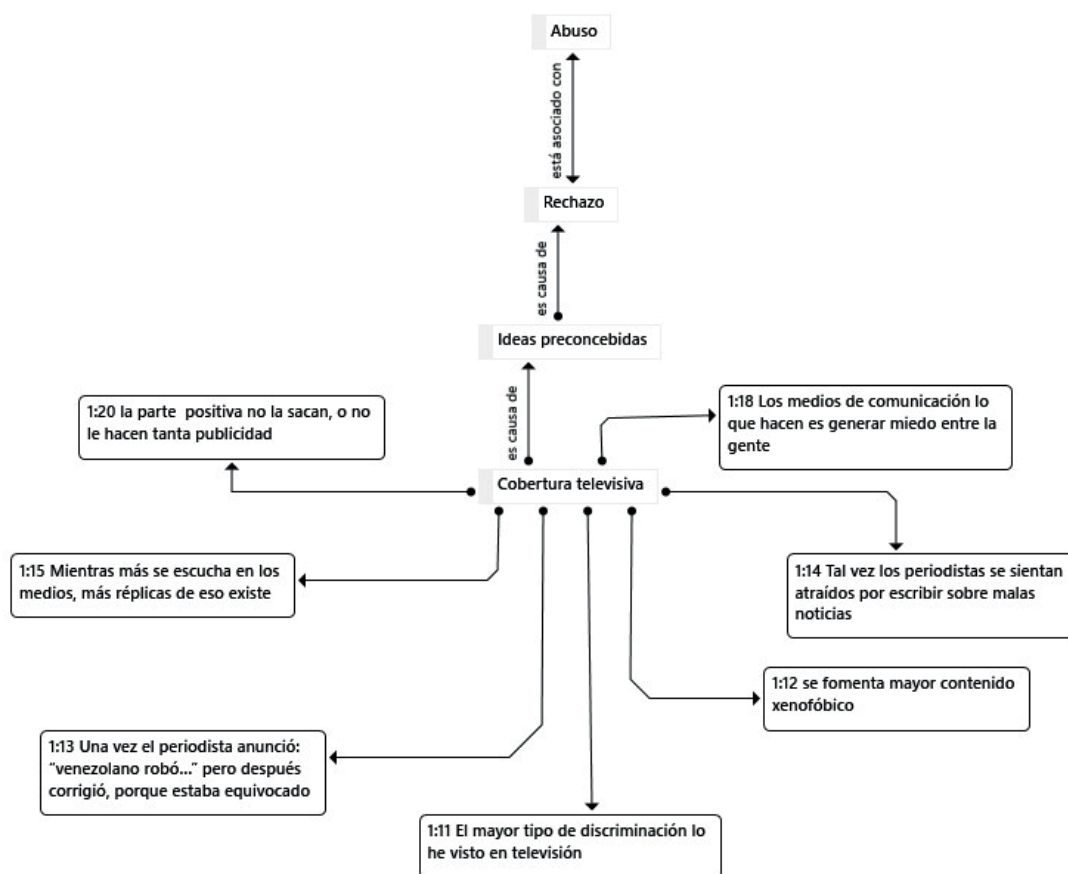 Abuso
está asociado con
Rechazo
es causa de
Ideas preconcebidas
es causa de
1:20 la parte  positiva no la sacan, o no
le hacen tanta publicidad
1:18 Los medios de comunicación lo
que hacen es generar miedo entre la
gente
Cobertura televisiva
1:15 Mientras más se escucha en los
medios, más réplicas de eso existe
1:14 Tal vez los periodistas se sientan
atraídos por escribir sobre malas
noticias
1:12 se fomenta mayor contenido
xenofóbico
1:13 Una vez el periodista anunció:
“venezolano robó...” pero después
corrigió, porque estaba equivocado
1:11 El mayor tipo de discriminación lo
he visto en televisión